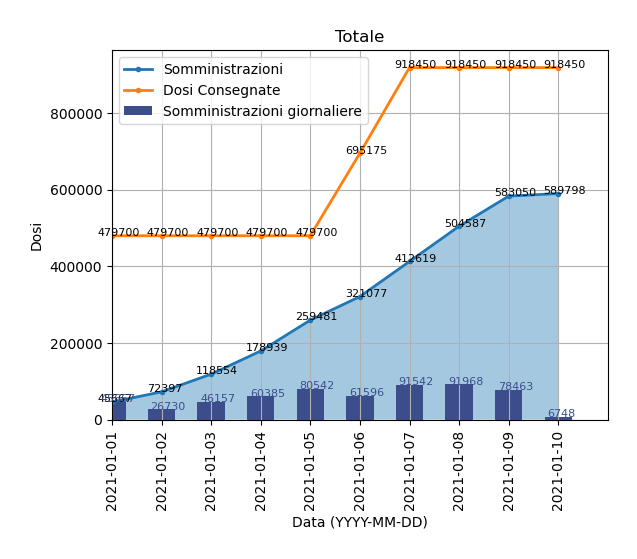 Totale
Somministrazioni
Dosi Consegnate
Somministrazioni giornaliere
918450 918450 918450 918450
695175
479700 479700 479700 479700 479700
583050 589798
504587
412619
321077
259481
178939
118554
72397
26730 46157 60385 80542 61596 91542 91968 78463 6748
800000
600000
400000
200000
0
Dosi
2021-01-01
2021-01-02
2021-01-03
2021-01-04
2021-01-05
2021-01-06
2021-01-07
2021-01-08
2021-01-09
2021-01-10
Data (YYYY-MM-DD)